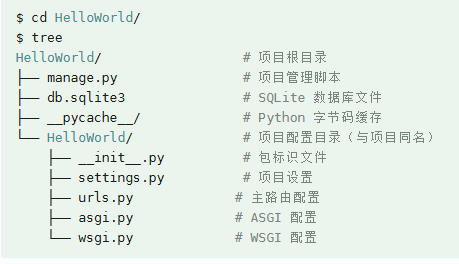 $ cd HelloWorld/
$ tree
HelloWorld/                  # 项目根目录
├── manage.py                # 项目管理脚本
├── db.sqlite3               # SQLite 数据库文件
├── __pycache__/             # Python 字节码缓存
└── HelloWorld/              # 项目配置目录（与项目同名）
    ├── __init__.py          # 包标识文件
    ├── settings.py          # 项目设置
    ├── urls.py             # 主路由配置
    ├── asgi.py             # ASGI 配置
    └── wsgi.py             # WSGI 配置